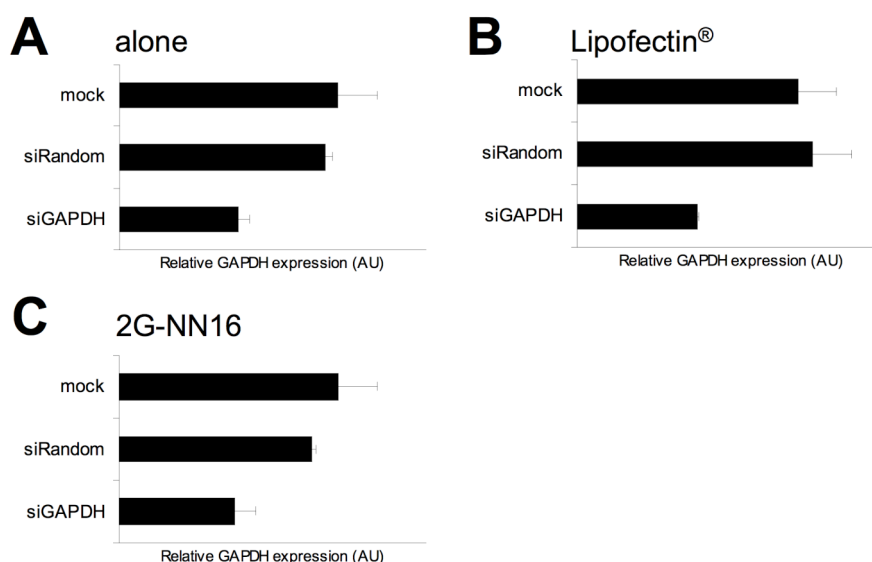 A alone
mock
siRandom
siGAPDH
Relative GAPDH expression (AU)
B Lipofectin®
mock
siRandom
siGAPDH
Relative GAPDH expression (AU)
C 2G-NN16
mock
siRandom
siGAPDH
Relative GAPDH expression (AU)